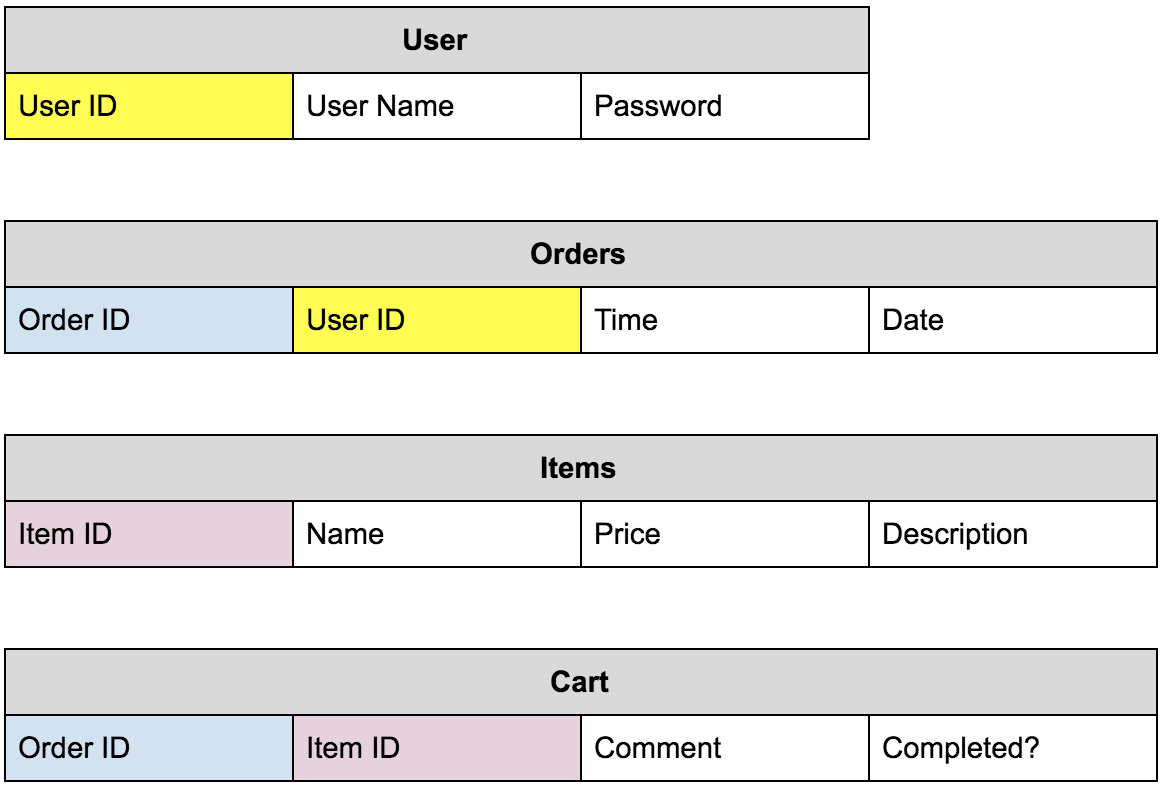 User
User ID User Name Password
Orders
Order ID User ID Time Date
Items
Item ID Name Price Description
Cart
Order ID Item ID Comment Completed?